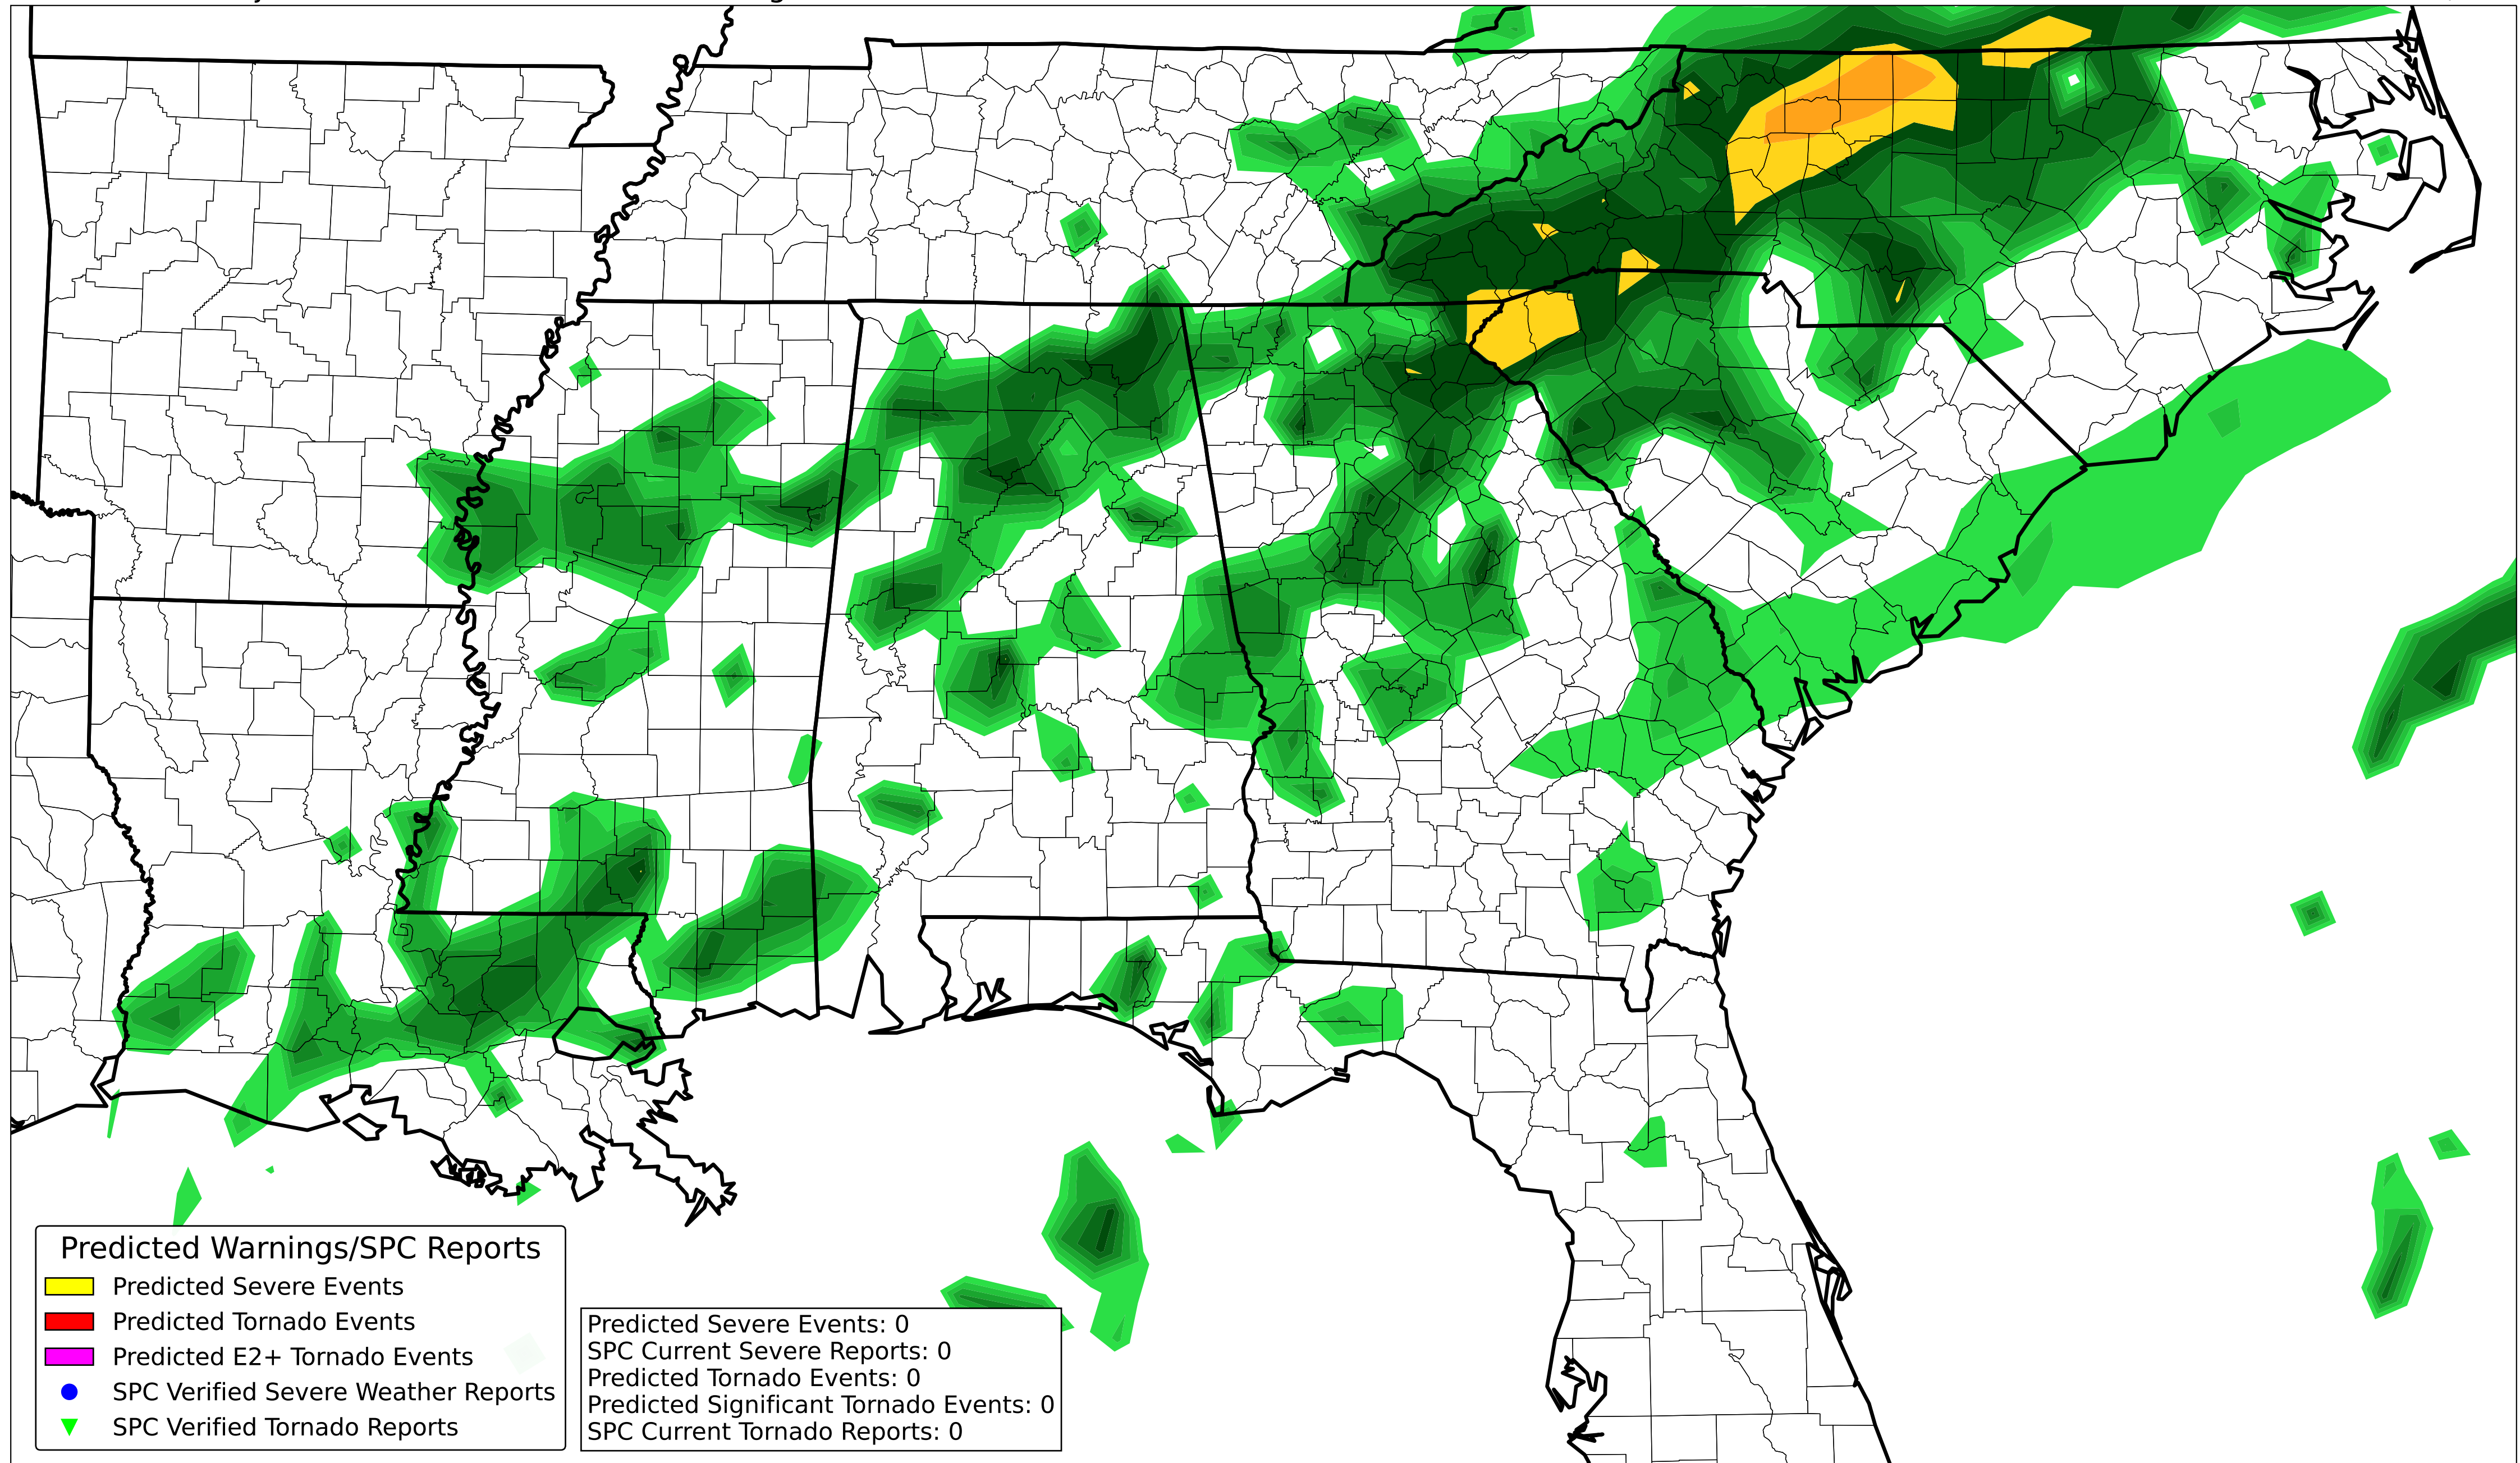 Predicted Warnings/SPC Reports
Predicted Severe Events
Predicted Tornado Events
Predicted E2+ Tornado Events
SPC Verified Severe Weather Reports
SPC Verified Tornado Reports
Predicted Severe Events: 0
SPC Current Severe Reports: 0
Predicted Tornado Events: 0
Predicted Significant Tornado Events: 0
SPC Current Tornado Reports: 0